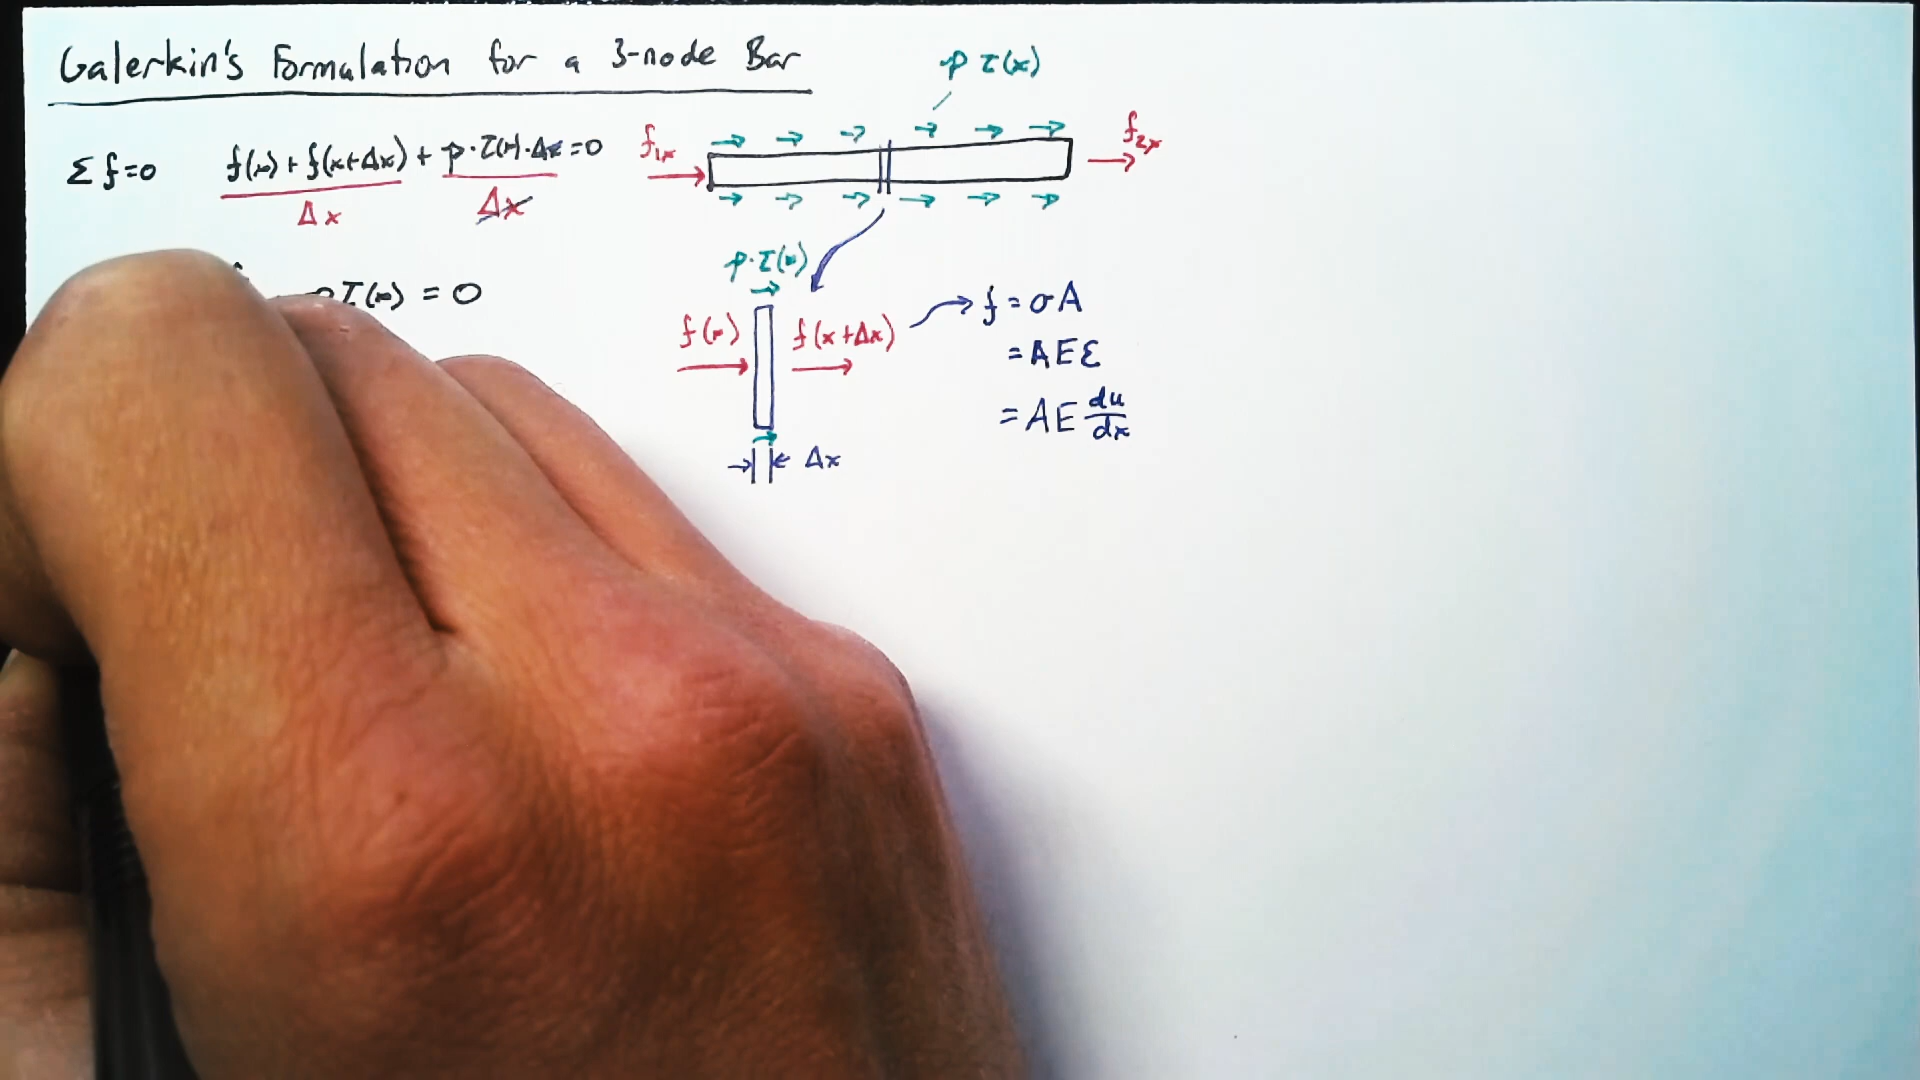 Galerkin's Formulation for a 3-node Bar
p τ(x)
Σf=0 f(x) + f(x+Δx) + p·τ(x)·Δx = 0
Δx Δx
f1x
f2x
p·τ(x)
τ(x) = 0
f(x) f(x+Δx)
f = σA
= AEε
= AE du/dx
Δx